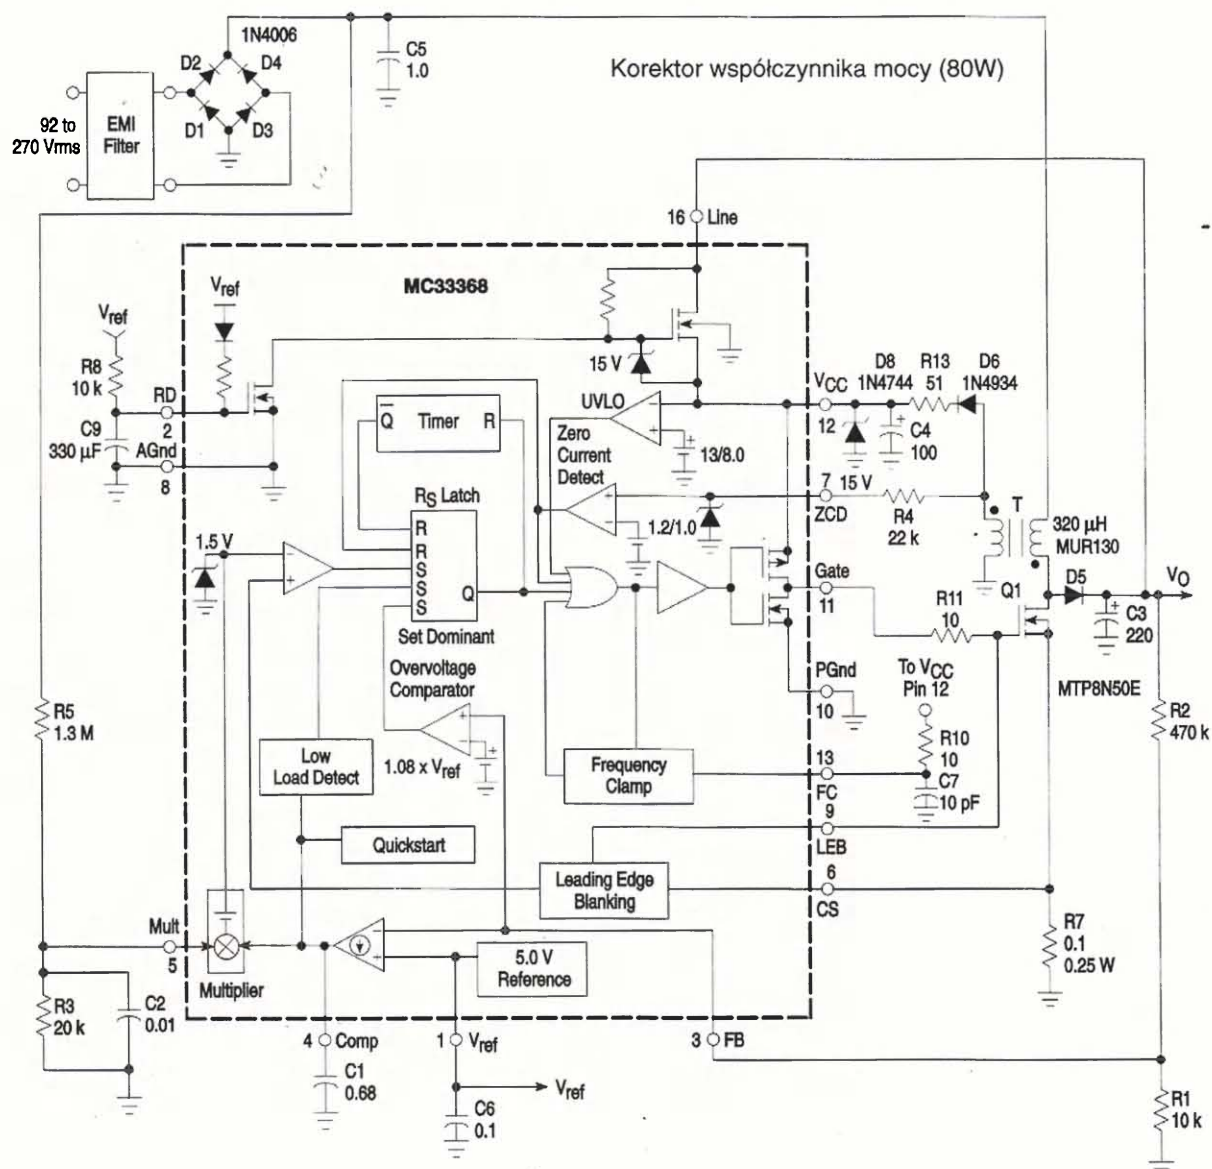 1N4006
D2
D4
D1
D3
C5
1.0
Korektor współczynnika mocy (80W)
92 to
270 Vrms
EMI
Filter
16
Line
MC33368
Vref
Vref
R8
10 k
RD
2
C9
330 µF
AGnd
8
15 V
UVLO
VCC
12
D8
1N4744
R13
51
D6
1N4934
C4
100
13/8.0
Q
Timer
R
Zero
Current
Detect
7
15 V
ZCD
R4
22 k
T
320 µH
MUR130
1.2/1.0
RS Latch
R
R
S
S
S
Q
Set Dominant
1.5 V
Gate
11
R11
10
Q1
D5
VO
C3
220
MTP8N50E
Overvoltage
Comparator
PGnd
10
To VCC
Pin 12
R10
10
R5
1.3 M
R2
470 k
Low
Load Detect
1.08 x Vref
Frequency
Clamp
13
FC
C7
10 pF
Quickstart
9
LEB
Leading Edge
Blanking
6
CS
Mult
5
Multiplier
5.0 V
Reference
R7
0.1
0.25 W
R3
20 k
C2
0.01
4
Comp
1
Vref
3
FB
C1
0.68
Vref
C6
0.1
R1
10 k